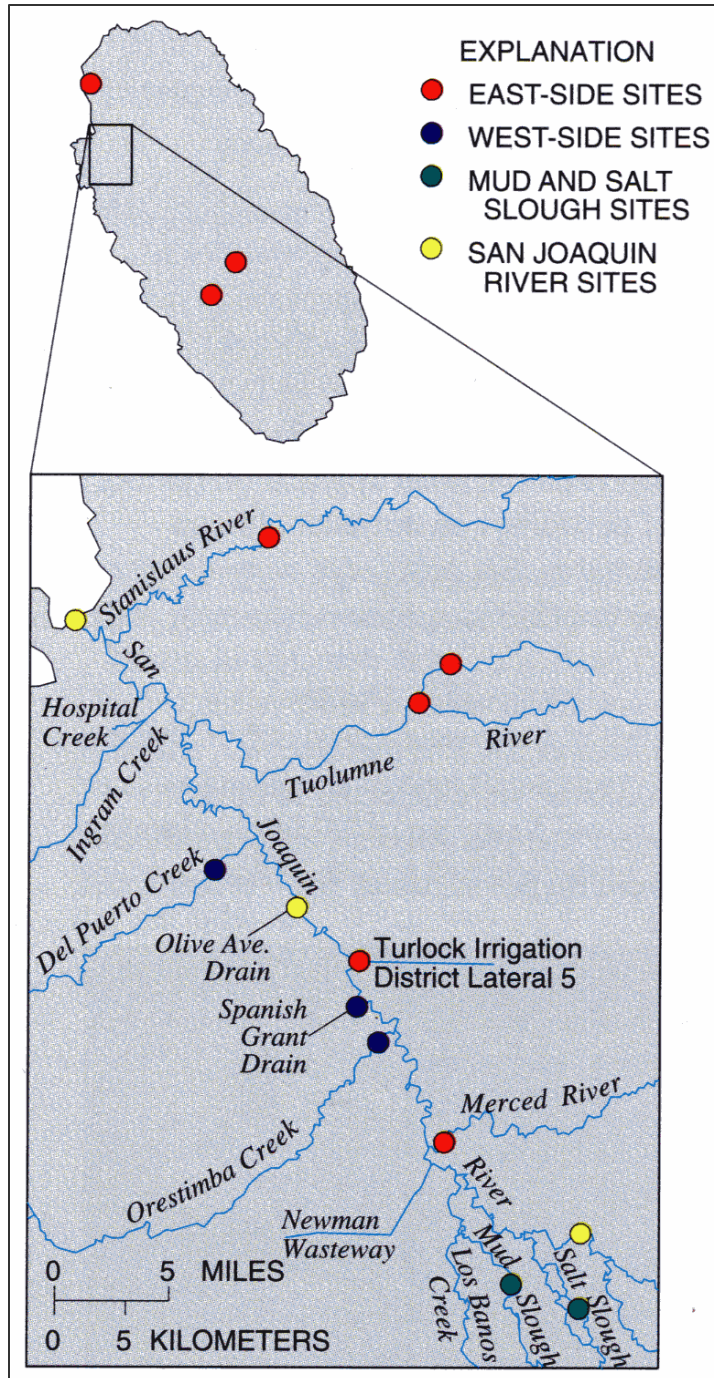 EXPLANATION
EAST-SIDE SITES
WEST-SIDE SITES
MUD AND SALT
SLOUGH SITES
SAN JOAQUIN
RIVER SITES
Stanislaus River
San
Hospital
Creek
Ingram Creek
Tuolumne
River
Joaquin
Del Puerto Creek
Olive Ave.
Drain
Turlock Irrigation
District Lateral 5
Spanish
Grant
Drain
Merced River
Orestimba Creek
River
Newman
Wasteway
Mud Slough
Salt Slough
Los Banos
Creek
0 5 MILES
0 5 KILOMETERS